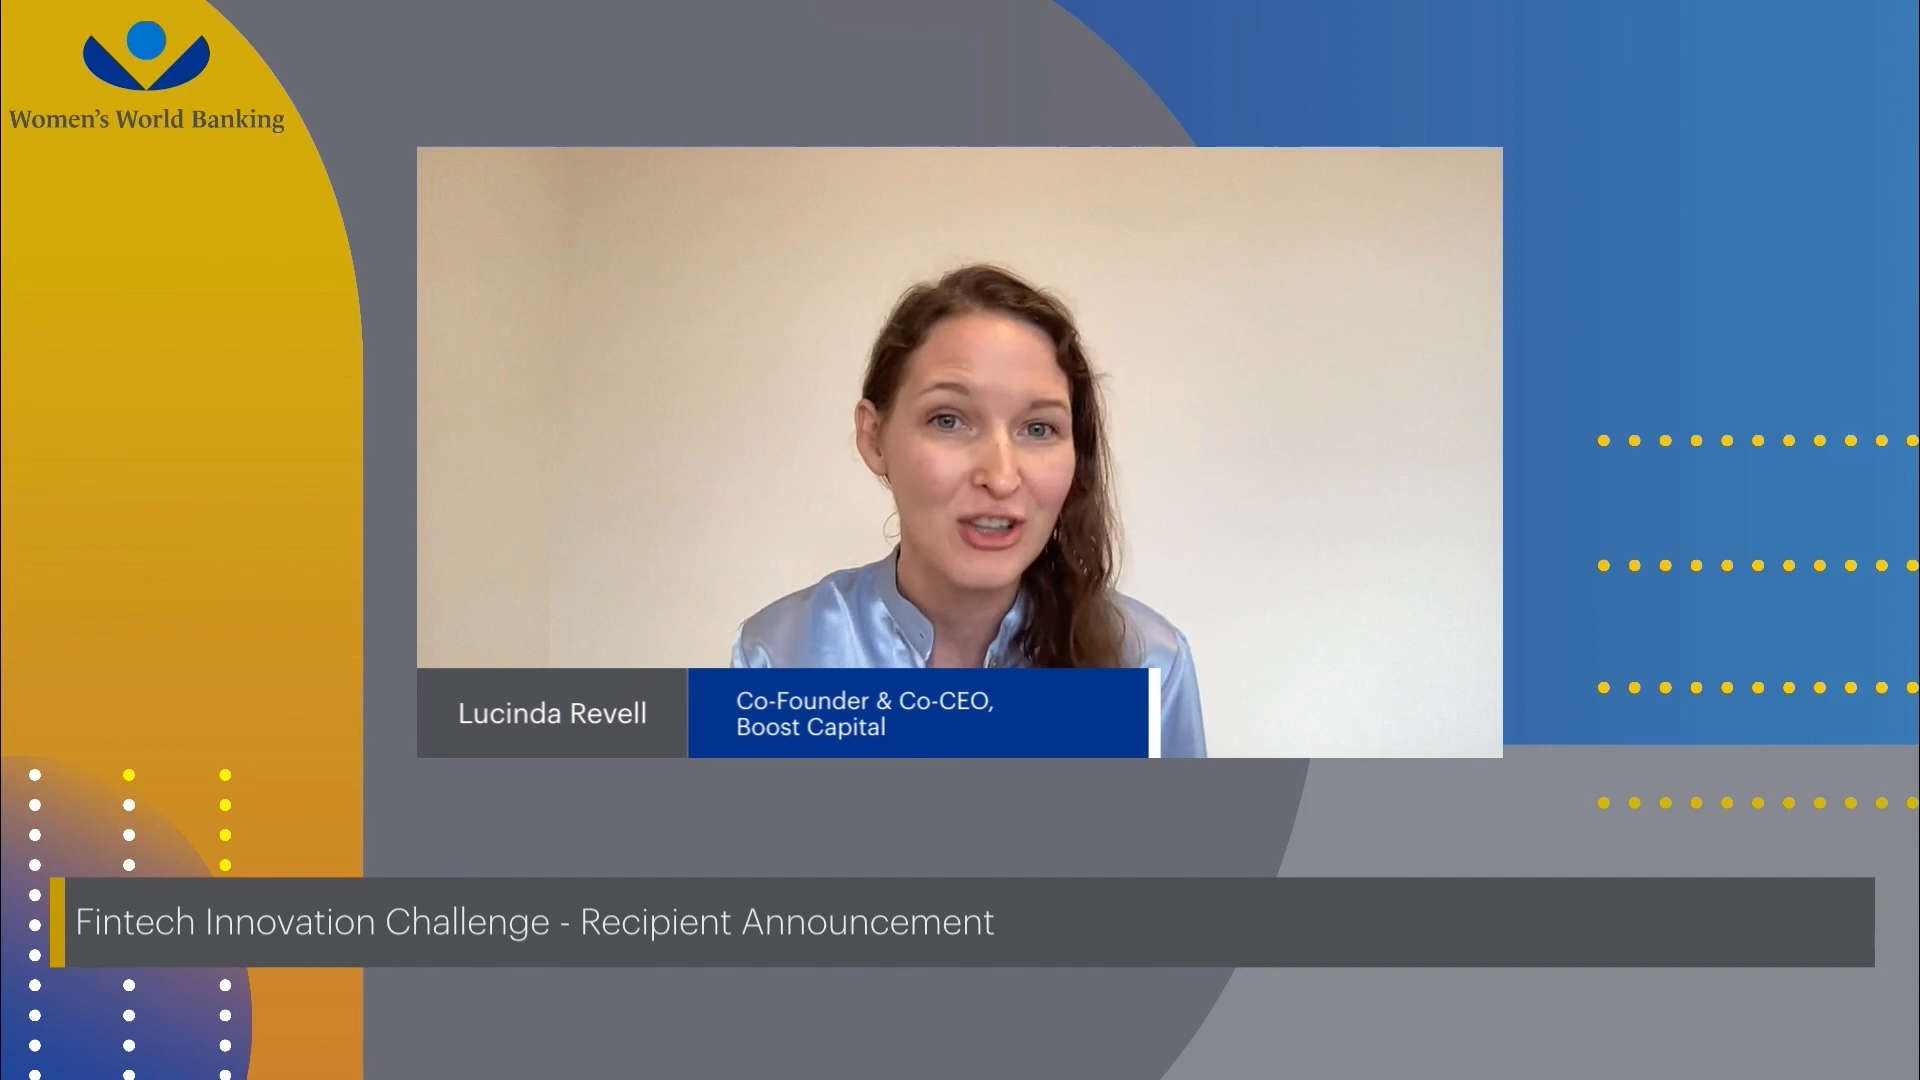 Women's World Banking
Lucinda Revell
Co-Founder & Co-CEO,
Boost Capital
Fintech Innovation Challenge - Recipient Announcement